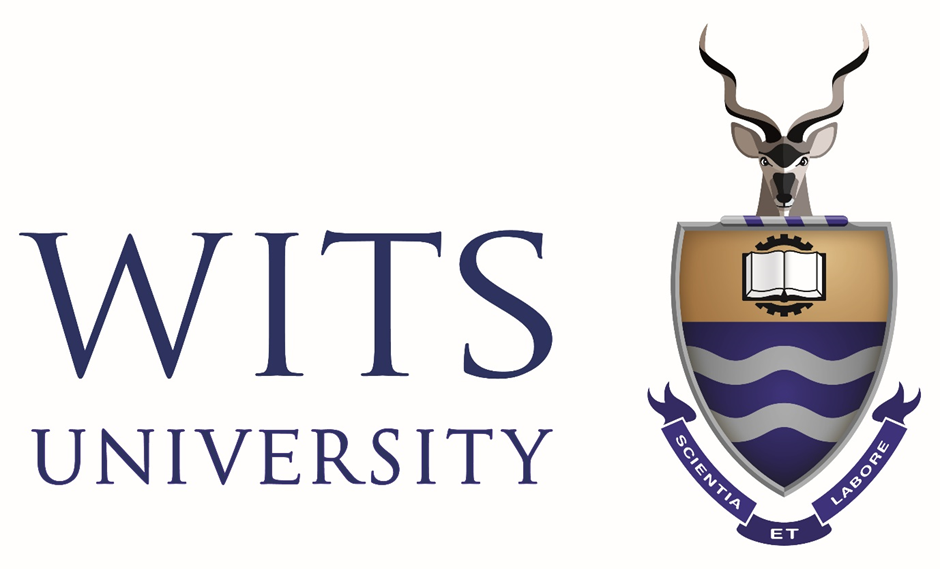 WITS
UNIVERSITY
SCIENTIA
ET
LABORE